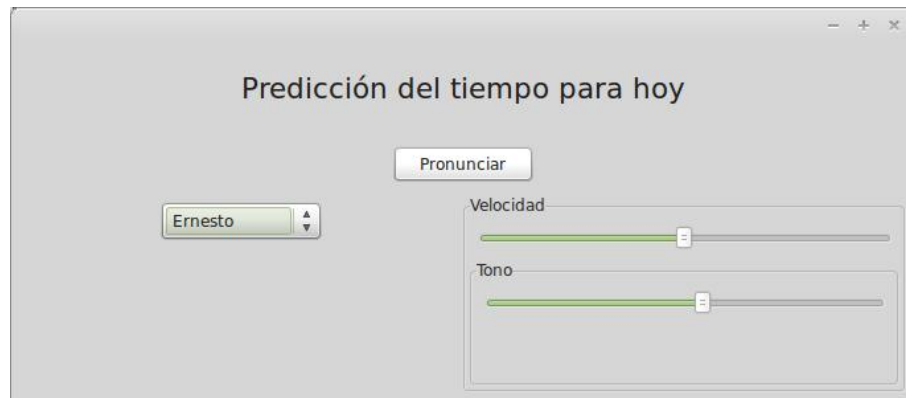 Predicción del tiempo para hoy
Pronunciar
Ernesto
Velocidad
Tono